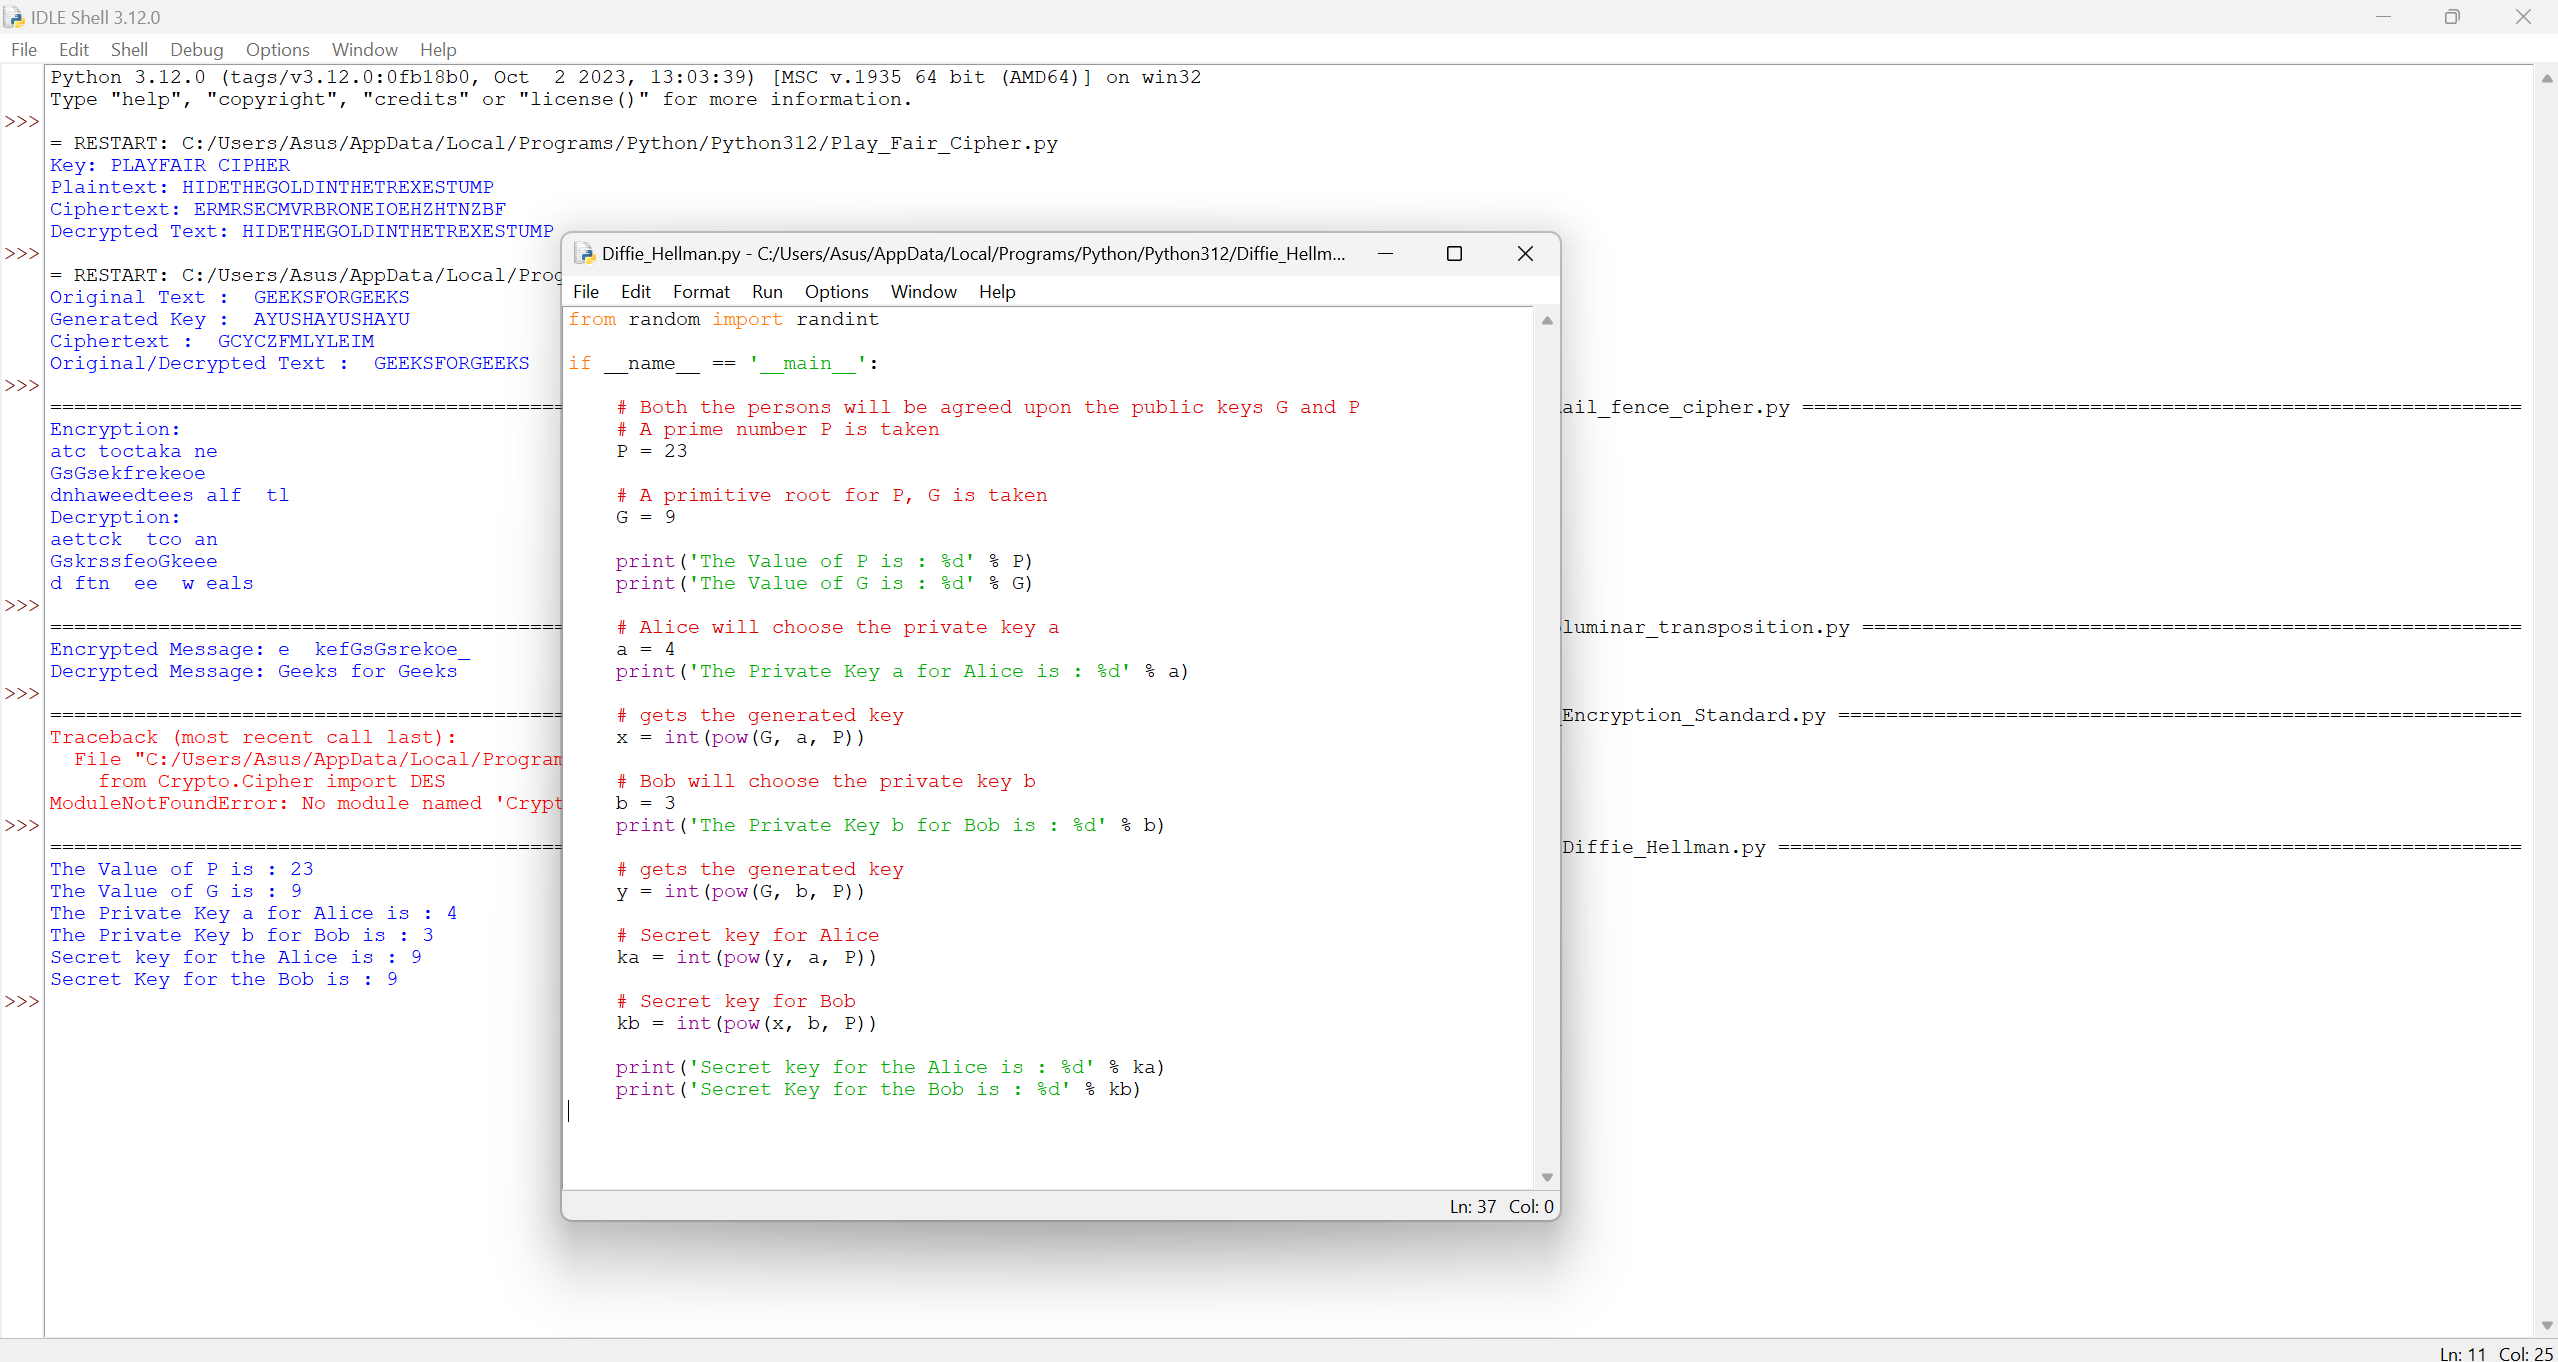 IDLE Shell 3.12.0
File Edit Shell Debug Options Window Help
Python 3.12.0 (tags/v3.12.0:0fb18b0, Oct  2 2023, 13:03:39) [MSC v.1935 64 bit (AMD64)] on win32
Type "help", "copyright", "credits" or "license()" for more information.
>>>
= RESTART: C:/Users/Asus/AppData/Local/Programs/Python/Python312/Play_Fair_Cipher.py
Key: PLAYFAIR CIPHER
Plaintext: HIDETHEGOLDINTHETREXESTUMP
Ciphertext: ERMRSECMVRBRONEIOEHZHTNZBF
Decrypted Text: HIDETHEGOLDINTHETREXESTUMP
>>>
= RESTART: C:/Users/Asus/AppData/Local/Prog
Original Text :  GEEKSFORGEEKS
Generated Key :  AYUSHAYUSHAYU
Ciphertext :  GCYCZFMLYLEIM
Original/Decrypted Text :  GEEKSFORGEEKS
>>>
ail_fence_cipher.py
Encryption:
atc toctaka ne
GsGsekfrekeoe
dnhaweedtees alf  tl
Decryption:
aettck  tco an
GskrssfeoGkeee
d ftn  ee  w eals
>>>
luminar_transposition.py
Encrypted Message: e  kefGsGsrekoe_
Decrypted Message: Geeks for Geeks
>>>
Encryption_Standard.py
Traceback (most recent call last):
  File "C:/Users/Asus/AppData/Local/Program
    from Crypto.Cipher import DES
ModuleNotFoundError: No module named 'Crypt
>>>
Diffie_Hellman.py
The Value of P is : 23
The Value of G is : 9
The Private Key a for Alice is : 4
The Private Key b for Bob is : 3
Secret key for the Alice is : 9
Secret Key for the Bob is : 9
>>>
Diffie_Hellman.py - C:/Users/Asus/AppData/Local/Programs/Python/Python312/Diffie_Hellm...
File Edit Format Run Options Window Help
from random import randint
if __name__ == '__main__':
    # Both the persons will be agreed upon the public keys G and P
    # A prime number P is taken
    P = 23
    # A primitive root for P, G is taken
    G = 9
    print('The Value of P is : %d' % P)
    print('The Value of G is : %d' % G)
    # Alice will choose the private key a
    a = 4
    print('The Private Key a for Alice is : %d' % a)
    # gets the generated key
    x = int(pow(G, a, P))
    # Bob will choose the private key b
    b = 3
    print('The Private Key b for Bob is : %d' % b)
    # gets the generated key
    y = int(pow(G, b, P))
    # Secret key for Alice
    ka = int(pow(y, a, P))
    # Secret key for Bob
    kb = int(pow(x, b, P))
    print('Secret key for the Alice is : %d' % ka)
    print('Secret Key for the Bob is : %d' % kb)
Ln: 37 Col: 0
Ln: 11 Col: 25